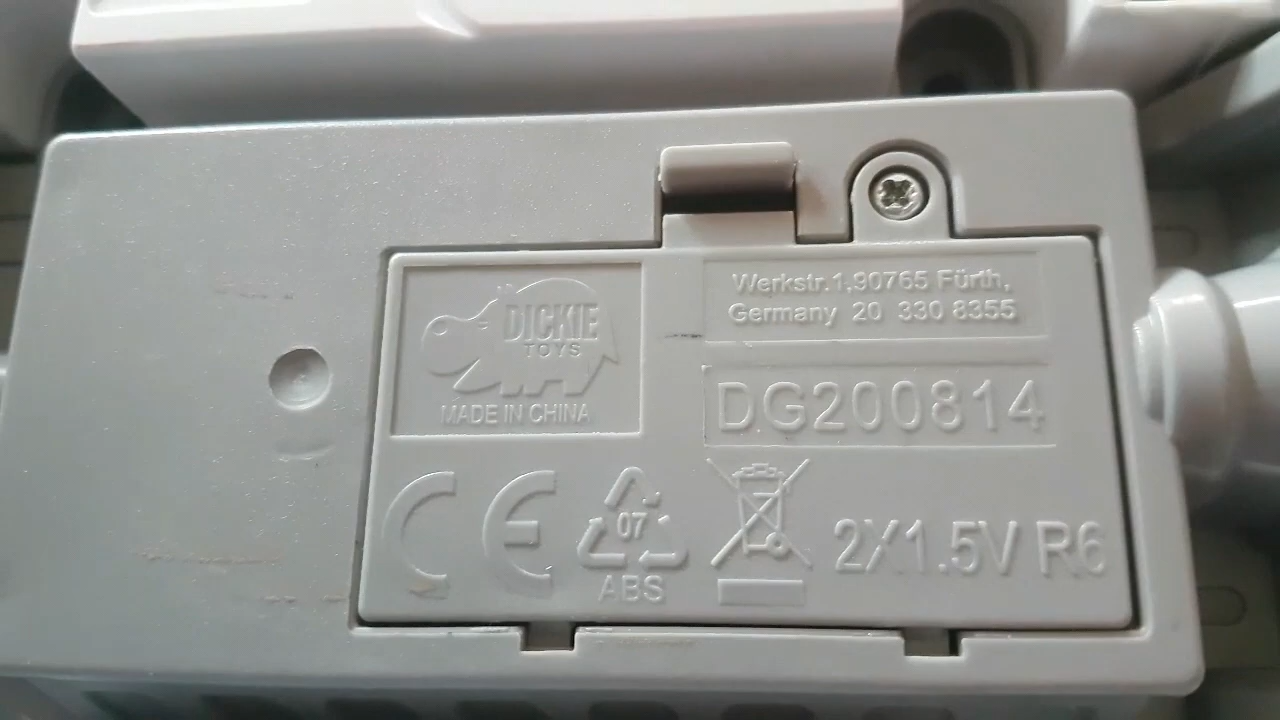 DICKIE
TOYS
MADE IN CHINA
Werkstr.1,90765 Fürth,
Germany 20 330 8355
DG200814
CE
07
ABS
2X1.5V R6